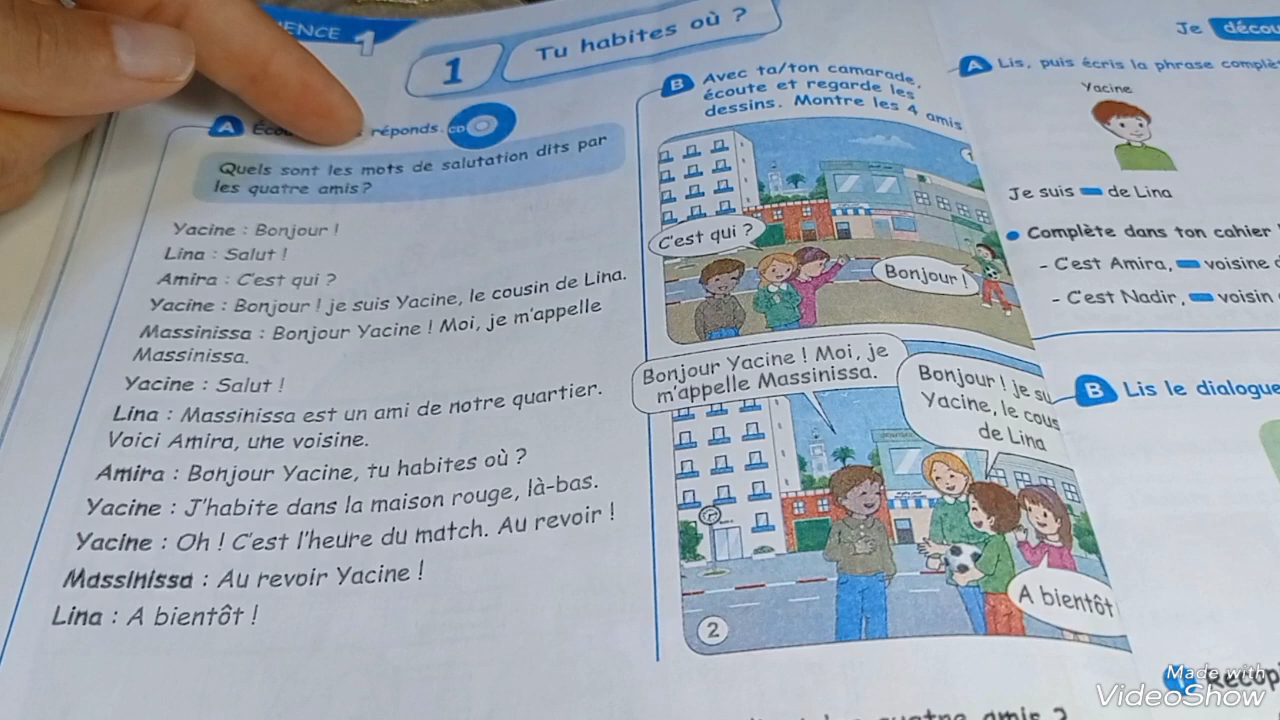 ENCE 1
1 Tu habites où ?
A réponds. CD
Quels sont les mots de salutation dits par
les quatre amis?
Yacine : Bonjour !
Lina : Salut !
Amira : C'est qui ?
Yacine : Bonjour ! je suis Yacine, le cousin de Lina.
Massinissa : Bonjour Yacine ! Moi, je m'appelle
Massinissa.
Yacine : Salut !
Lina : Massinissa est un ami de notre quartier.
Voici Amira, une voisine.
Amira : Bonjour Yacine, tu habites où ?
Yacine : J'habite dans la maison rouge, là-bas.
Yacine : Oh ! C'est l'heure du match. Au revoir !
Massinissa : Au revoir Yacine !
Lina : A bientôt !
B Avec ta/ton camarade,
écoute et regarde les
dessins. Montre les 4 amis
1
C'est qui ?
Bonjour !
Bonjour Yacine ! Moi, je
m'appelle Massinissa.
Bonjour ! je su
Yacine, le cous
de Lina
A bientôt
2
Je décou
A Lis, puis écris la phrase complè
Yacine
Je suis de Lina
Complète dans ton cahier
- C'est Amira, voisine
- C'est Nadir, voisin
B Lis le dialogue
Recop
amis ?
Made with
VideoShow